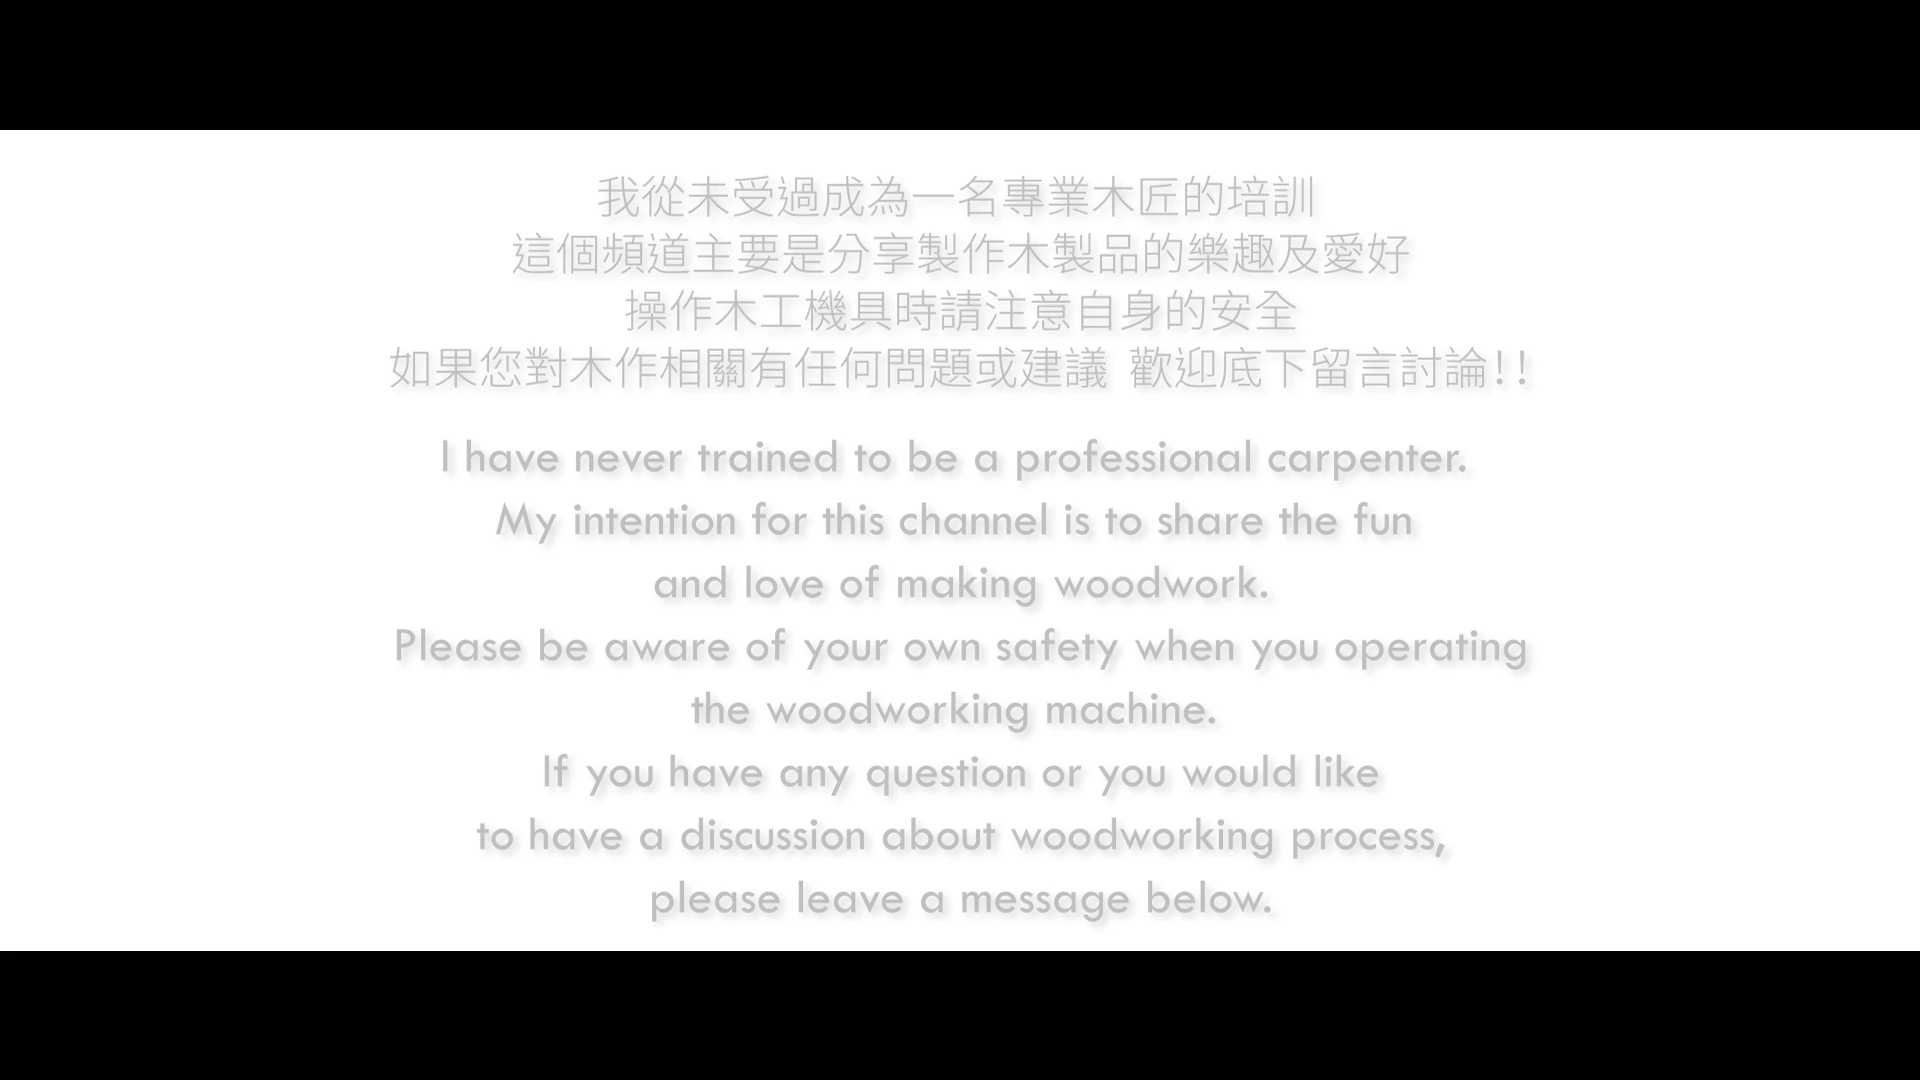 我從未受過成為一名專業木匠的培訓
這個頻道主要是分享製作木製品的樂趣及愛好
操作木工機具時請注意自身的安全
如果您對木作相關有任何問題或建議 歡迎底下留言討論!!
I have never trained to be a professional carpenter.
My intention for this channel is to share the fun
and love of making woodwork.
Please be aware of your own safety when you operating
the woodworking machine.
If you have any question or you would like
to have a discussion about woodworking process,
please leave a message below.